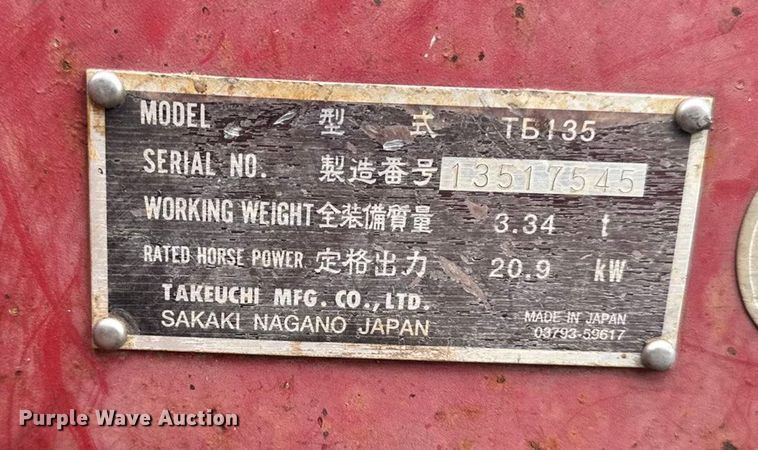 MODEL 型 式 TB135
SERIAL NO. 製造番号 13517545
WORKING WEIGHT 全装備質量 3.34 t
RATED HORSE POWER 定格出力 20.9 kW
TAKEUCHI MFG. CO., LTD.
SAKAKI NAGANO JAPAN
MADE IN JAPAN
03793-59617
Purple Wave Auction